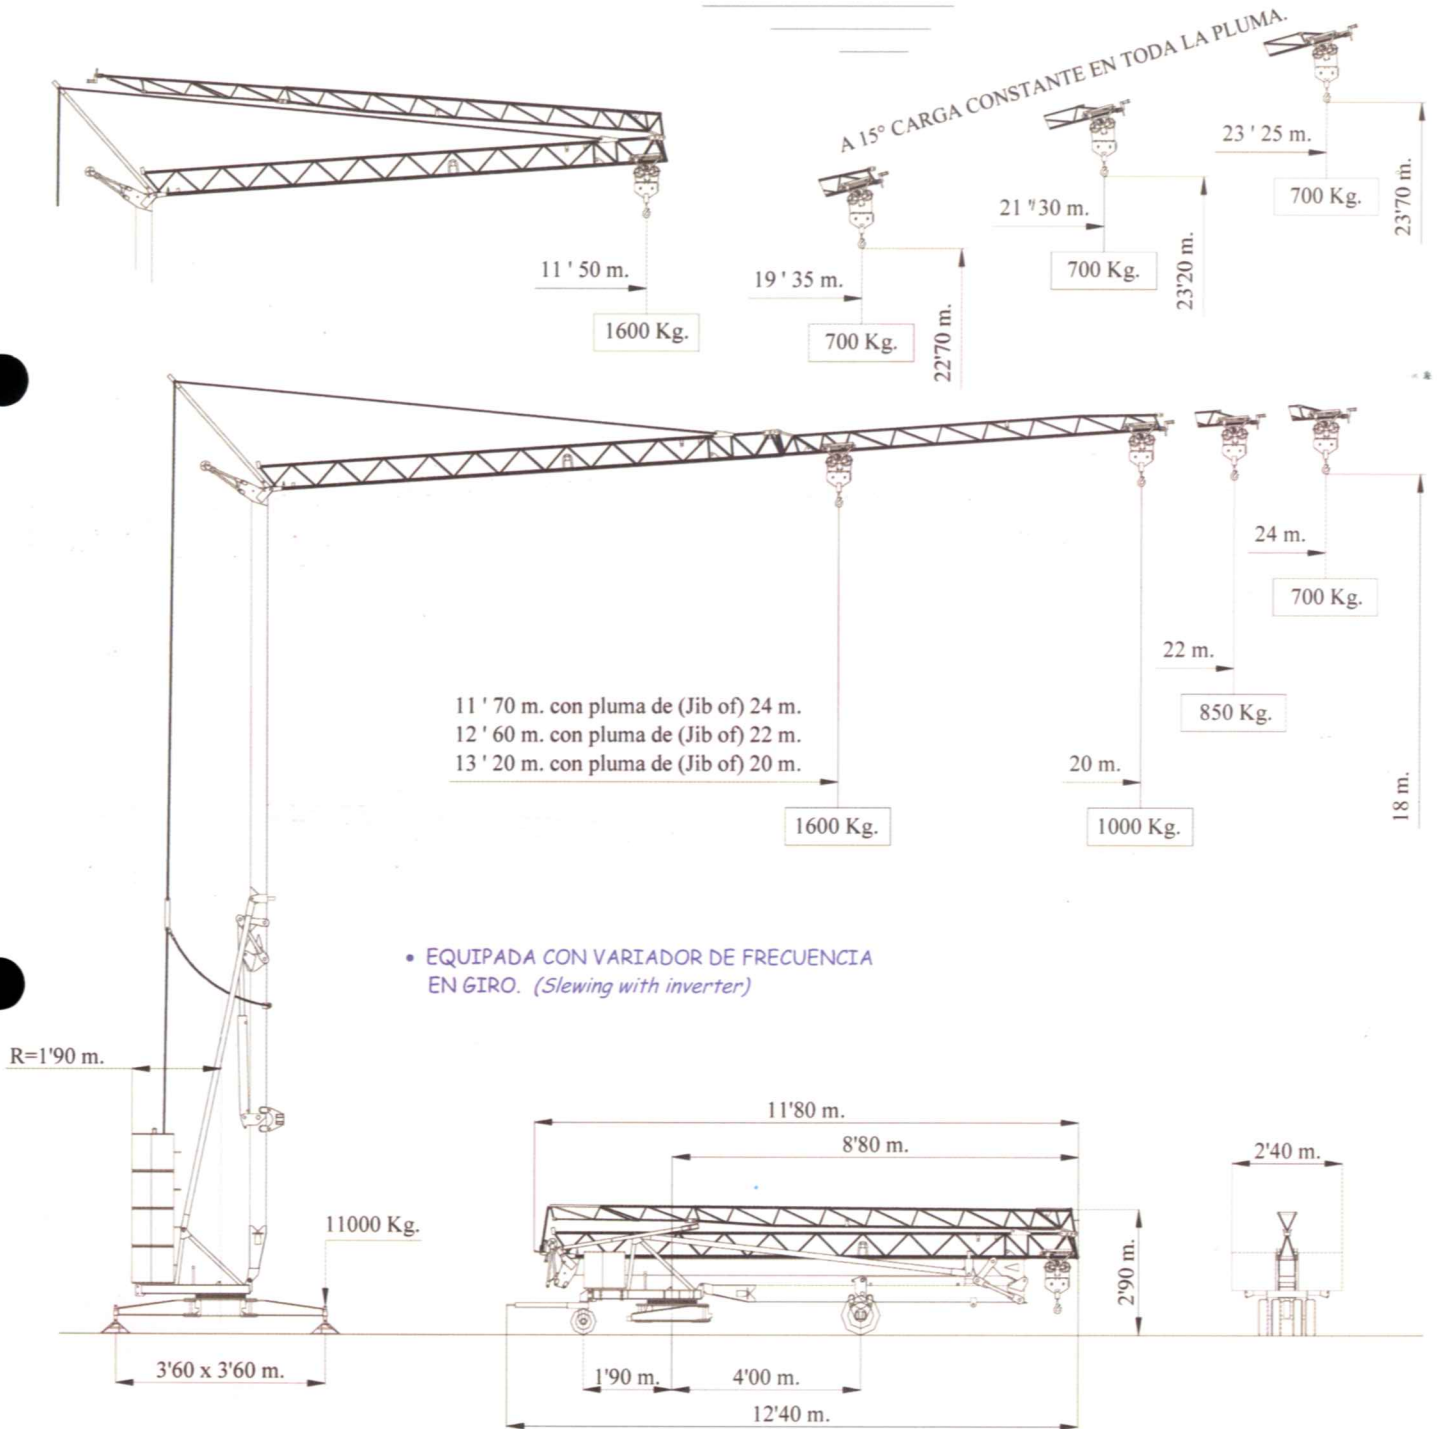 A 15° CARGA CONSTANTE EN TODA LA PLUMA.
23 ' 25 m.
700 Kg.
23'70 m.
21 ' 30 m.
700 Kg.
23'20 m.
11 ' 50 m.
1600 Kg.
19 ' 35 m.
700 Kg.
22'70 m.
24 m.
700 Kg.
22 m.
850 Kg.
11 ' 70 m. con pluma de (Jib of) 24 m.
12 ' 60 m. con pluma de (Jib of) 22 m.
13 ' 20 m. con pluma de (Jib of) 20 m.
1600 Kg.
20 m.
1000 Kg.
18 m.
• EQUIPADA CON VARIADOR DE FRECUENCIA
EN GIRO. (Slewing with inverter)
R=1'90 m.
11000 Kg.
3'60 x 3'60 m.
11'80 m.
8'80 m.
2'90 m.
1'90 m.
4'00 m.
12'40 m.
2'40 m.